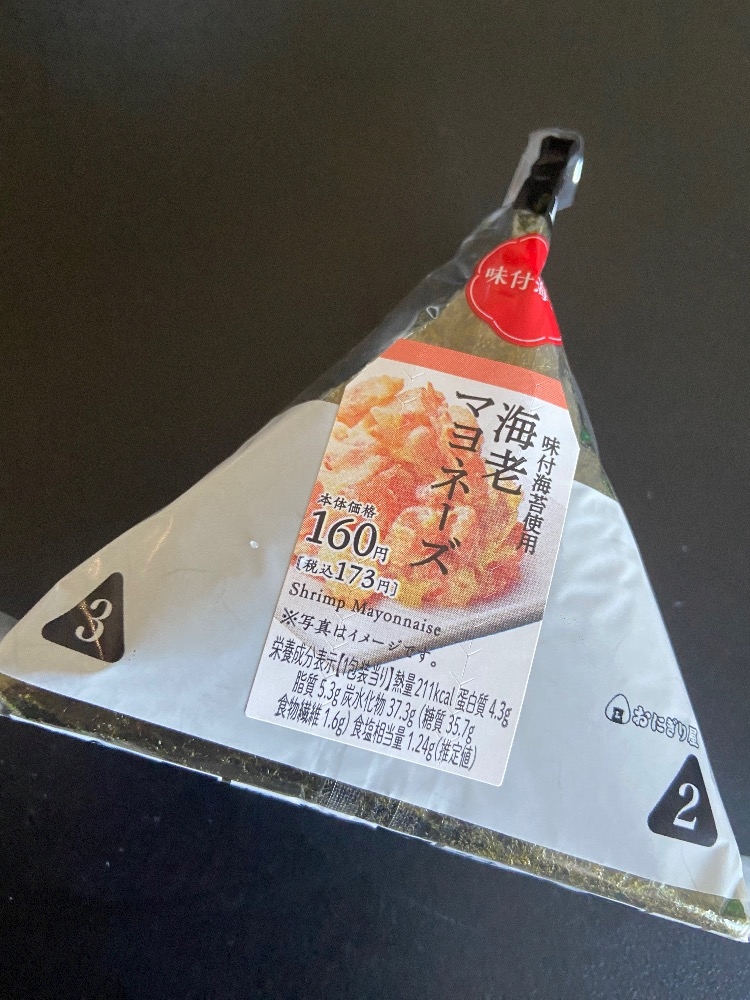 味付海
味付海苔使用
海老
マヨネーズ
本体価格
160円
[税込173円]
Shrimp Mayonnaise
※写真はイメージです。
栄養成分表示【1包装当り】熱量211kcal 蛋白質 4.3g
脂質 5.3g 炭水化物 37.3g (糖質 35.7g
食物繊維 1.6g) 食塩相当量 1.24g(推定値)
3
おにぎり屋
2